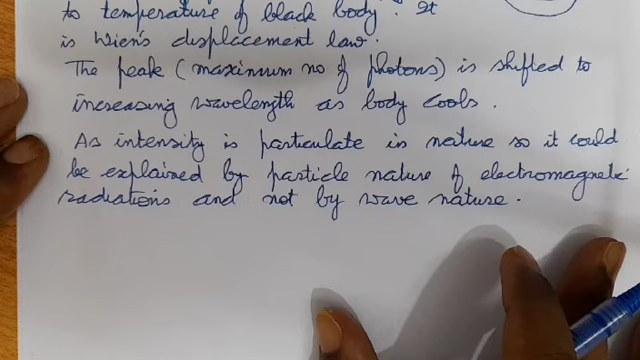 to temperature of black body. It
is Wien's displacement law.
The peak (maximum no of photons) is shifted to
increasing wavelength as body cools.
As intensity is particulate in nature so it could
be explained by particle nature of electromagnetic
radiations and not by wave nature.